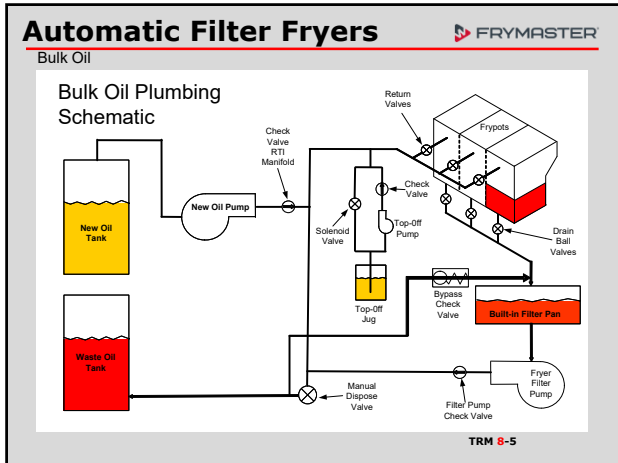 Automatic Filter Fryers
FRYMASTER
Bulk Oil
Bulk Oil Plumbing
Schematic
Return
Valves
Frypots
Check
Valve
RTI
Manifold
Check
Valve
New Oil Pump
New Oil
Tank
Solenoid
Valve
Top-Off
Pump
Drain
Ball
Valves
Top-Off
Jug
Bypass
Check
Valve
Built-in Filter Pan
Waste Oil
Tank
Manual
Dispose
Valve
Filter Pump
Check Valve
Fryer
Filter
Pump
TRM 8-5